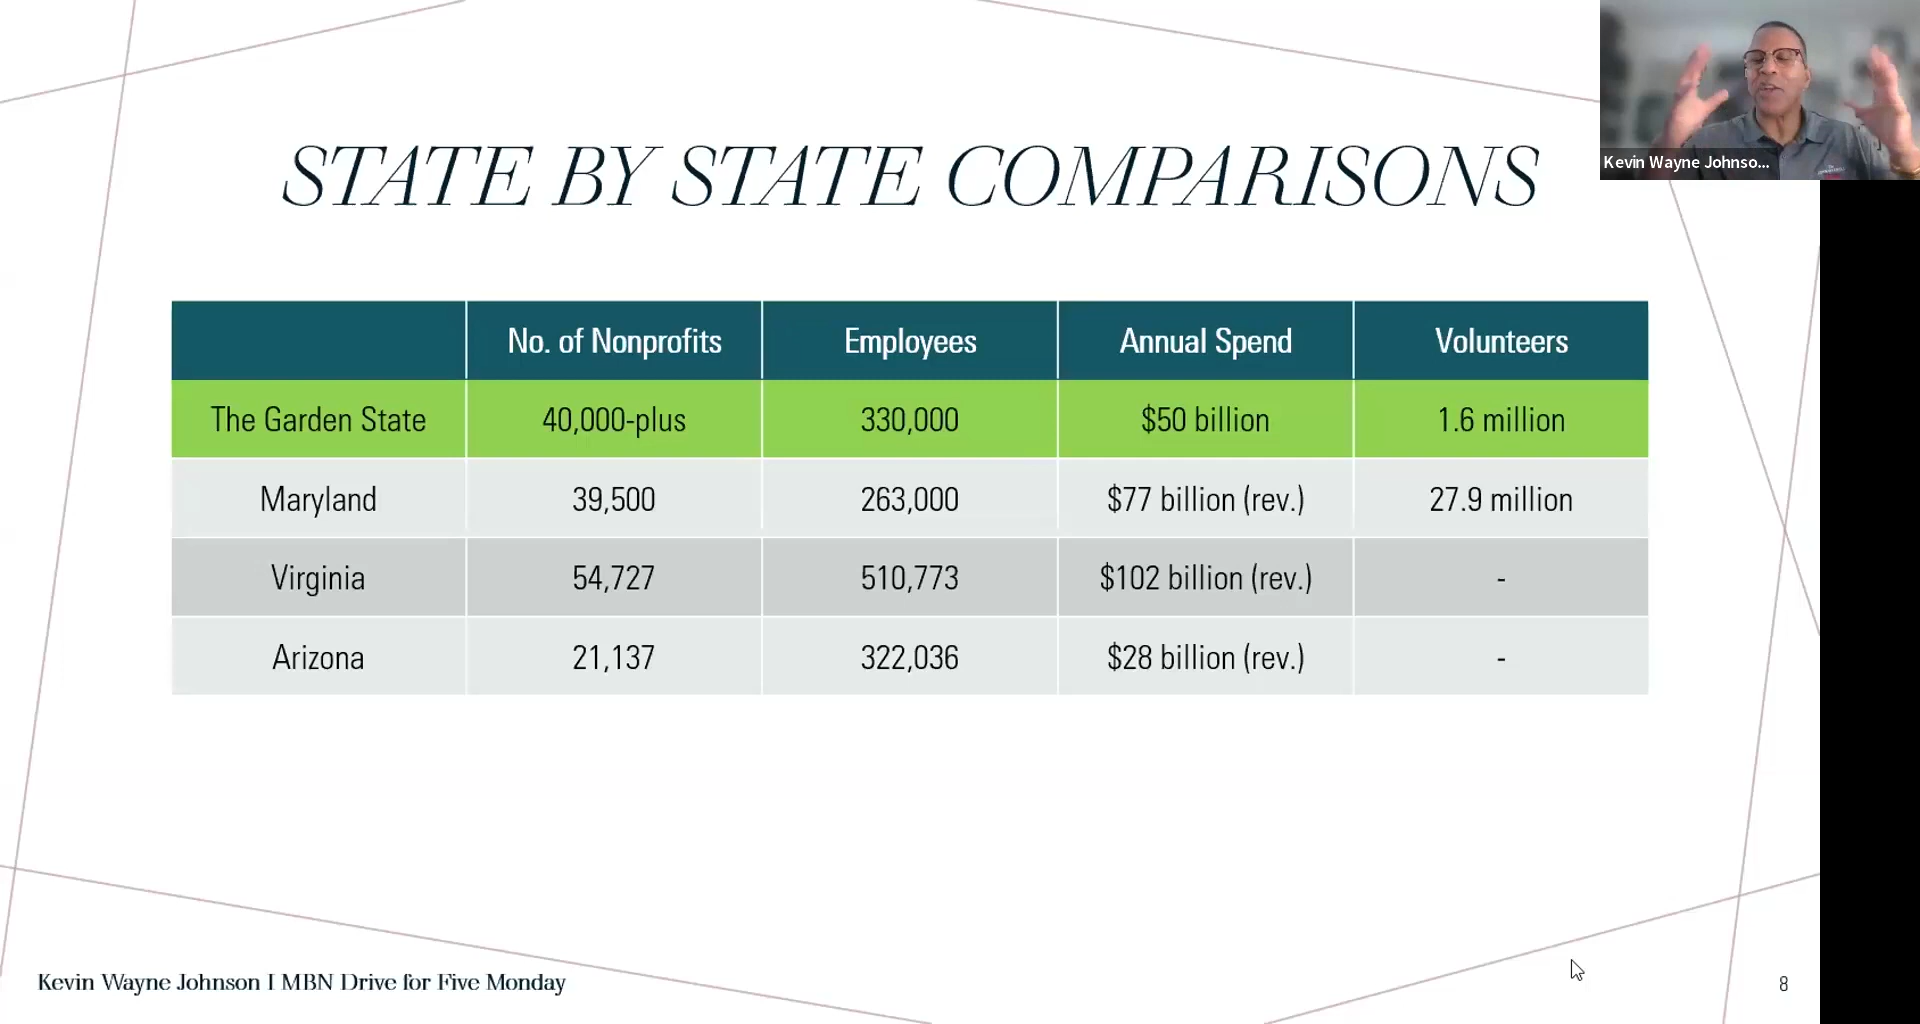 Kevin Wayne Johnso...
STATE BY STATE COMPARISONS
No. of Nonprofits Employees Annual Spend Volunteers
The Garden State 40,000-plus 330,000 $50 billion 1.6 million
Maryland 39,500 263,000 $77 billion (rev.) 27.9 million
Virginia 54,727 510,773 $102 billion (rev.) -
Arizona 21,137 322,036 $28 billion (rev.) -
Kevin Wayne Johnson I MBN Drive for Five Monday
8